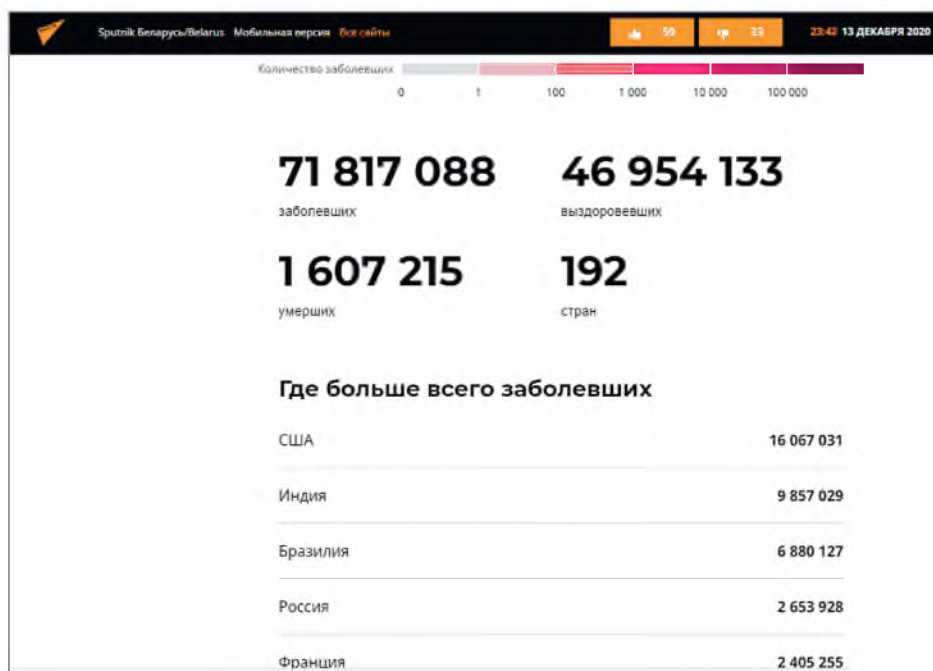 Sputnik Беларусь/Belarus Мобильная версия Все сайты 59 33 23:42 13 ДЕКАБРЯ 2020
Количество заболевших
0 1 100 1 000 10 000 100 000
71 817 088 46 954 133
заболевших выздоровевших
1 607 215 192
умерших стран
Где больше всего заболевших
США 16 067 031
Индия 9 857 029
Бразилия 6 880 127
Россия 2 653 928
Франция 2 405 255